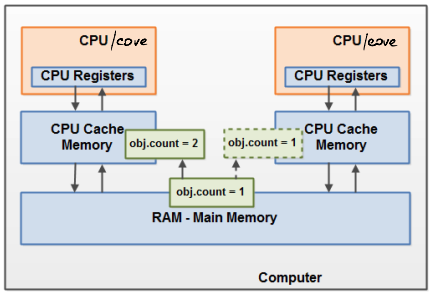 CPU/core
CPU/core
CPU Registers
CPU Registers
CPU Cache
Memory
CPU Cache
Memory
obj.count = 2
obj.count = 1
obj.count = 1
RAM - Main Memory
Computer